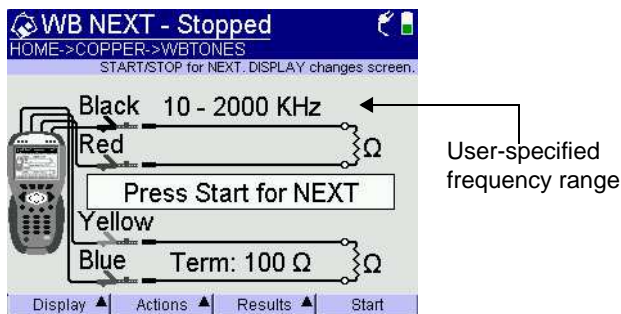 WB NEXT - Stopped
HOME->COPPER->WBTONES
START/STOP for NEXT. DISPLAY changes screen.
Black 10 - 2000 KHz
Red Ω
User-specified
frequency range
Press Start for NEXT
Yellow
Blue Term: 100 Ω Ω
Display ▲ Actions ▲ Results ▲ Start